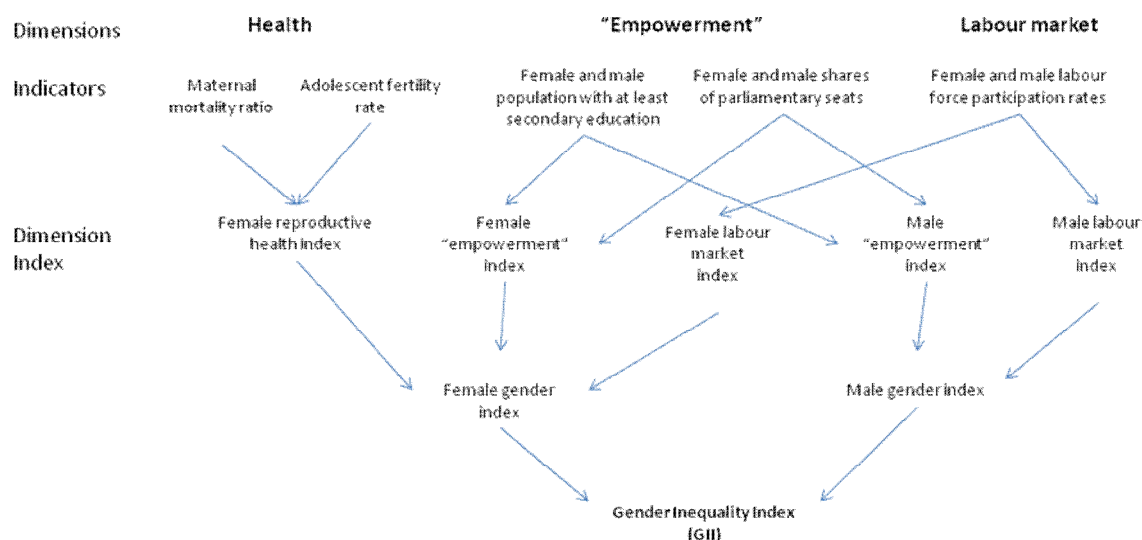 Dimensions
Health
"Empowerment"
Labour market
Indicators
Maternal
mortality ratio
Adolescent fertility
rate
Female and male
population with at least
secondary education
Female and male shares
of parliamentary seats
Female and male labour
force participation rates
Dimension
Index
Female reproductive
health index
Female
"empowerment"
index
Female labour
market
index
Male
"empowerment"
index
Male labour
market
index
Female gender
index
Male gender index
Gender Inequality Index
(GII)